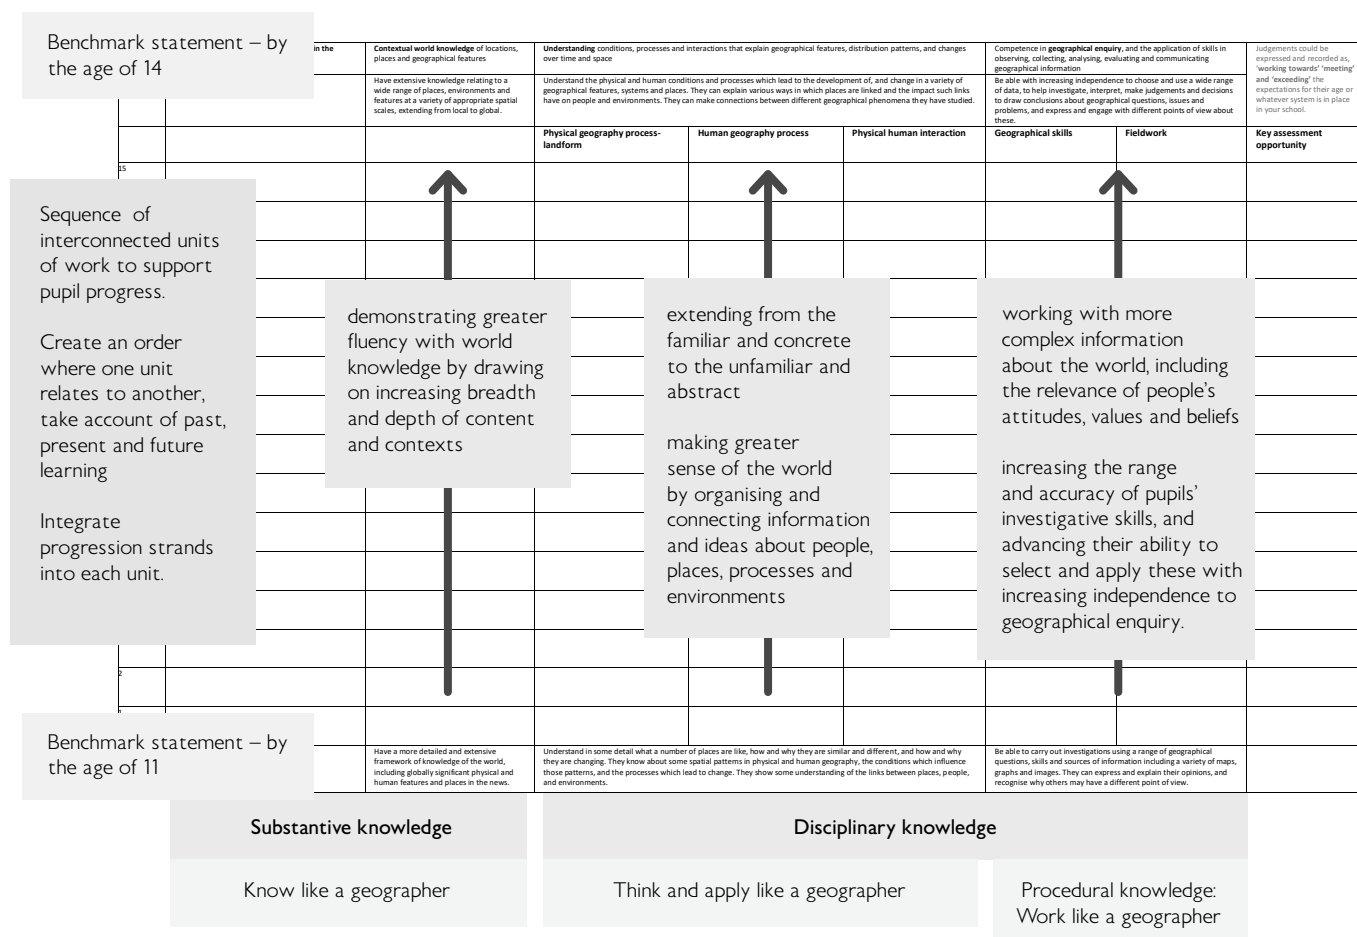 Benchmark statement – by
the age of 14
in the
Contextual world knowledge of locations,
places and geographical features
Understanding conditions, processes and interactions that explain geographical features, distribution patterns, and changes
over time and space
Competence in geographical enquiry, and the application of skills in
observing, collecting, analysing, evaluating and communicating
geographical information
Judgements could be
expressed and recorded as,
'working towards' 'meeting'
and 'exceeding' the
expectations for their age or
whatever system is in place
in your school.
Have extensive knowledge relating to a
wide range of places, environments and
features at a variety of appropriate spatial
scales, extending from local to global.
Understand the physical and human conditions and processes which lead to the development of, and change in a variety of
geographical features, systems and places. They can explain various ways in which places are linked and the impact such links
have on people and environments. They can make connections between different geographical phenomena they have studied.
Be able with increasing independence to choose and use a wide range
of data, to help investigate, interpret, make judgements and decisions
to draw conclusions about geographical questions, issues and
problems, and express and engage with different points of view about
these.
Physical geography process-
landform
Human geography process
Physical human interaction
Geographical skills
Fieldwork
Key assessment
opportunity
15
Sequence of
interconnected units
of work to support
pupil progress.
Create an order
where one unit
relates to another,
take account of past,
present and future
learning
Integrate
progression strands
into each unit.
demonstrating greater
fluency with world
knowledge by drawing
on increasing breadth
and depth of content
and contexts
extending from the
familiar and concrete
to the unfamiliar and
abstract
making greater
sense of the world
by organising and
connecting information
and ideas about people,
places, processes and
environments
working with more
complex information
about the world, including
the relevance of people's
attitudes, values and beliefs
increasing the range
and accuracy of pupils'
investigative skills, and
advancing their ability to
select and apply these with
increasing independence to
geographical enquiry.
2
Benchmark statement – by
the age of 11
Have a more detailed and extensive
framework of knowledge of the world,
including globally significant physical and
human features and places in the news.
Understand in some detail what a number of places are like, how and why they are similar and different, and how and why
they are changing. They know about some spatial patterns in physical and human geography, the conditions which influence
those patterns, and the processes which lead to change. They show some understanding of the links between places, people,
and environments.
Be able to carry out investigations using a range of geographical
questions, skills and sources of information including a variety of maps,
graphs and images. They can express and explain their opinions, and
recognise why others may have a different point of view.
Substantive knowledge
Disciplinary knowledge
Know like a geographer
Think and apply like a geographer
Procedural knowledge:
Work like a geographer